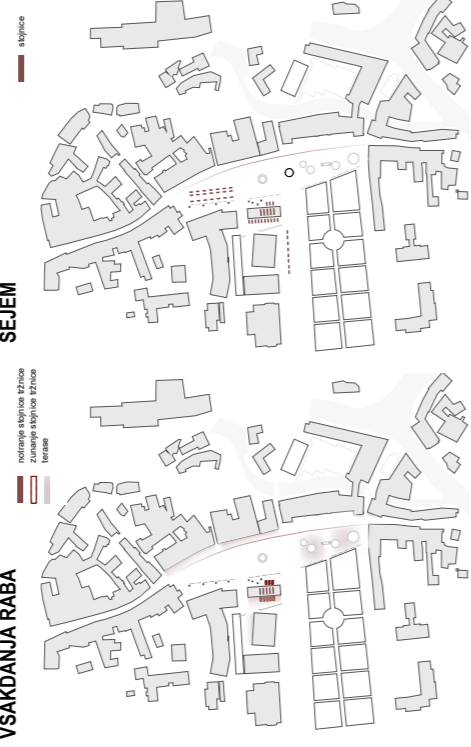 SEJEM
stojnice
VSAKDANJA RABA
notranje stojnice tržnice
zunanje stojnice tržnice
terase